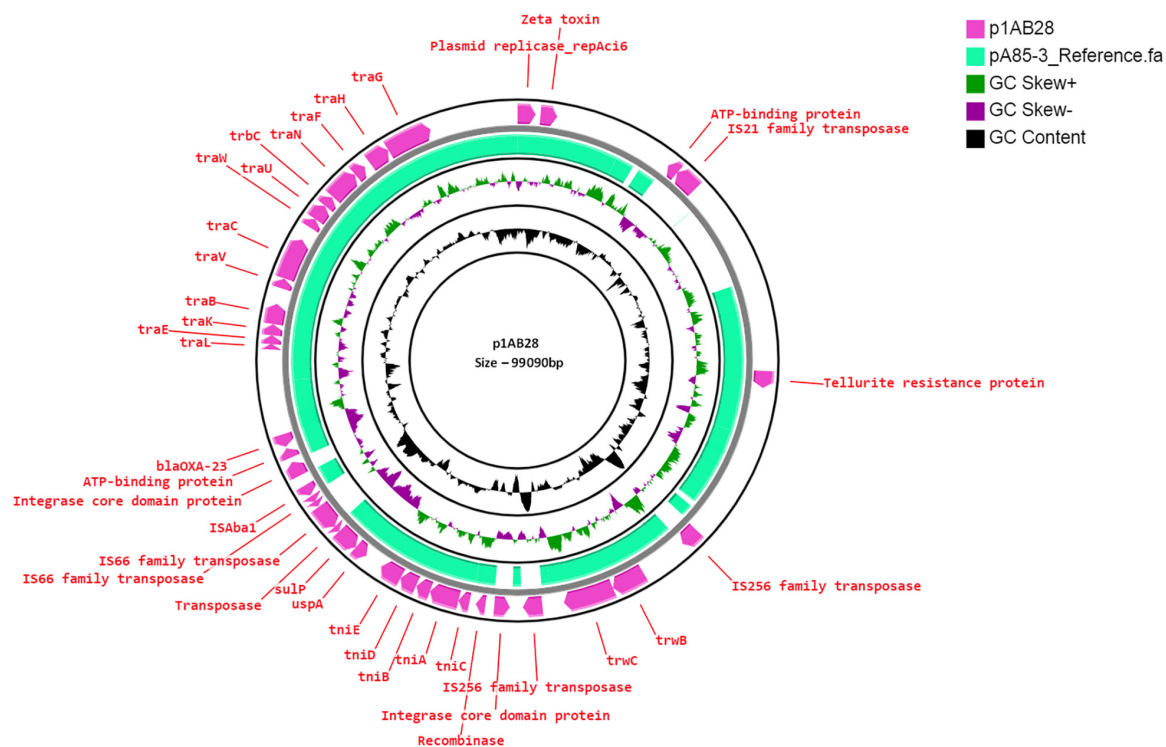 Zeta toxin
Plasmid replicase_repAci6
traG
traH
traF
traN
trbC
traU
traW
traC
traV
traB
traK
traE
traL
blaOXA-23
ATP-binding protein
Integrase core domain protein
ISAba1
IS66 family transposase
IS66 family transposase
Transposase
sulP
uspA
tniE
tniD
tniB
tniA
tniC
IS256 family transposase
Integrase core domain protein
Recombinase
trwC
trwB
IS256 family transposase
Tellurite resistance protein
ATP-binding protein
IS21 family transposase
p1AB28
Size – 99090bp
p1AB28
pA85-3_Reference.fa
GC Skew+
GC Skew-
GC Content